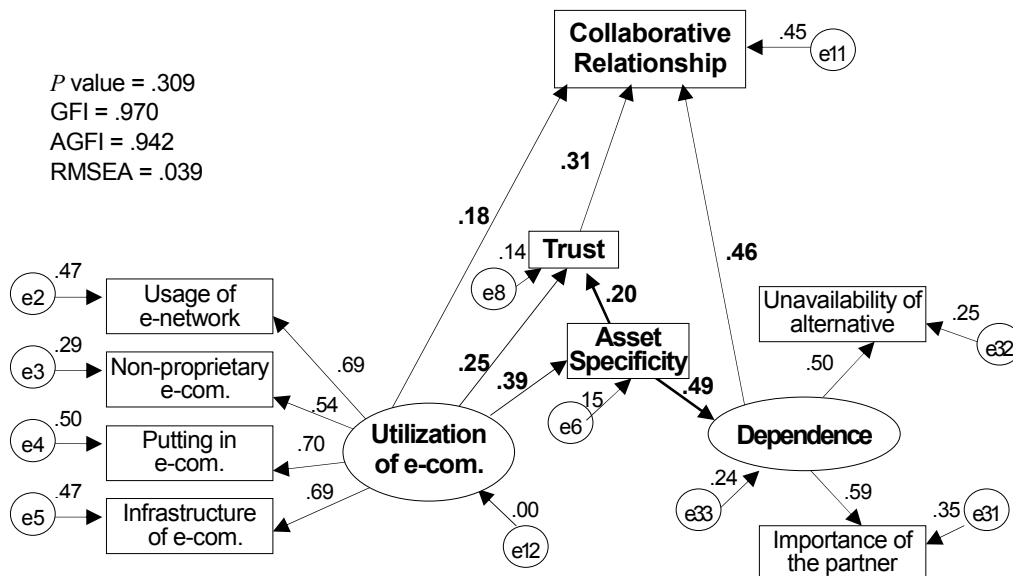 Collaborative
Relationship
.45
e11
P value = .309
GFI = .970
AGFI = .942
RMSEA = .039
.31
.18
.46
.14
Trust
e8
.20
.47
e2
Usage of
e-network
.69
.29
e3
Non-proprietary
e-com.
.54
.50
e4
Putting in
e-com.
.70
.47
e5
Infrastructure
of e-com.
.69
Utilization
of e-com.
.00
e12
.25
.39
Asset
Specificity
.15
e6
.49
Unavailability of
alternative
.25
e32
.50
Dependence
.24
e33
.59
.35
e31
Importance of
the partner